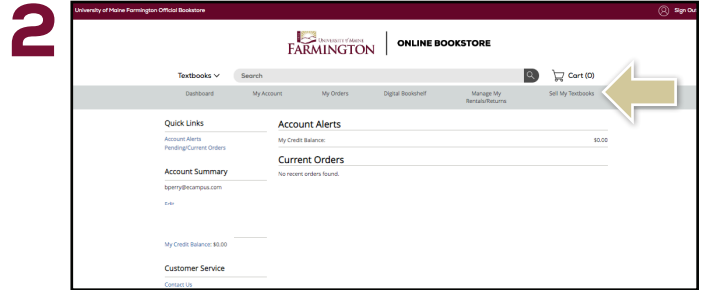 2
University of Maine Farmington Official Bookstore
Sign Out
UNIVERSITY OF MAINE
FARMINGTON
ONLINE BOOKSTORE
Textbooks
Search
Cart (0)
Dashboard
My Account
My Orders
Digital Bookshelf
Manage My
Rentals/Returns
Sell My Textbooks
Quick Links
Account Alerts
Pending/Current Orders
Account Summary
bperry@ecampus.com
Edit
My Credit Balance: $0.00
Customer Service
Contact Us
Account Alerts
My Credit Balance:
$0.00
Current Orders
No recent orders found.